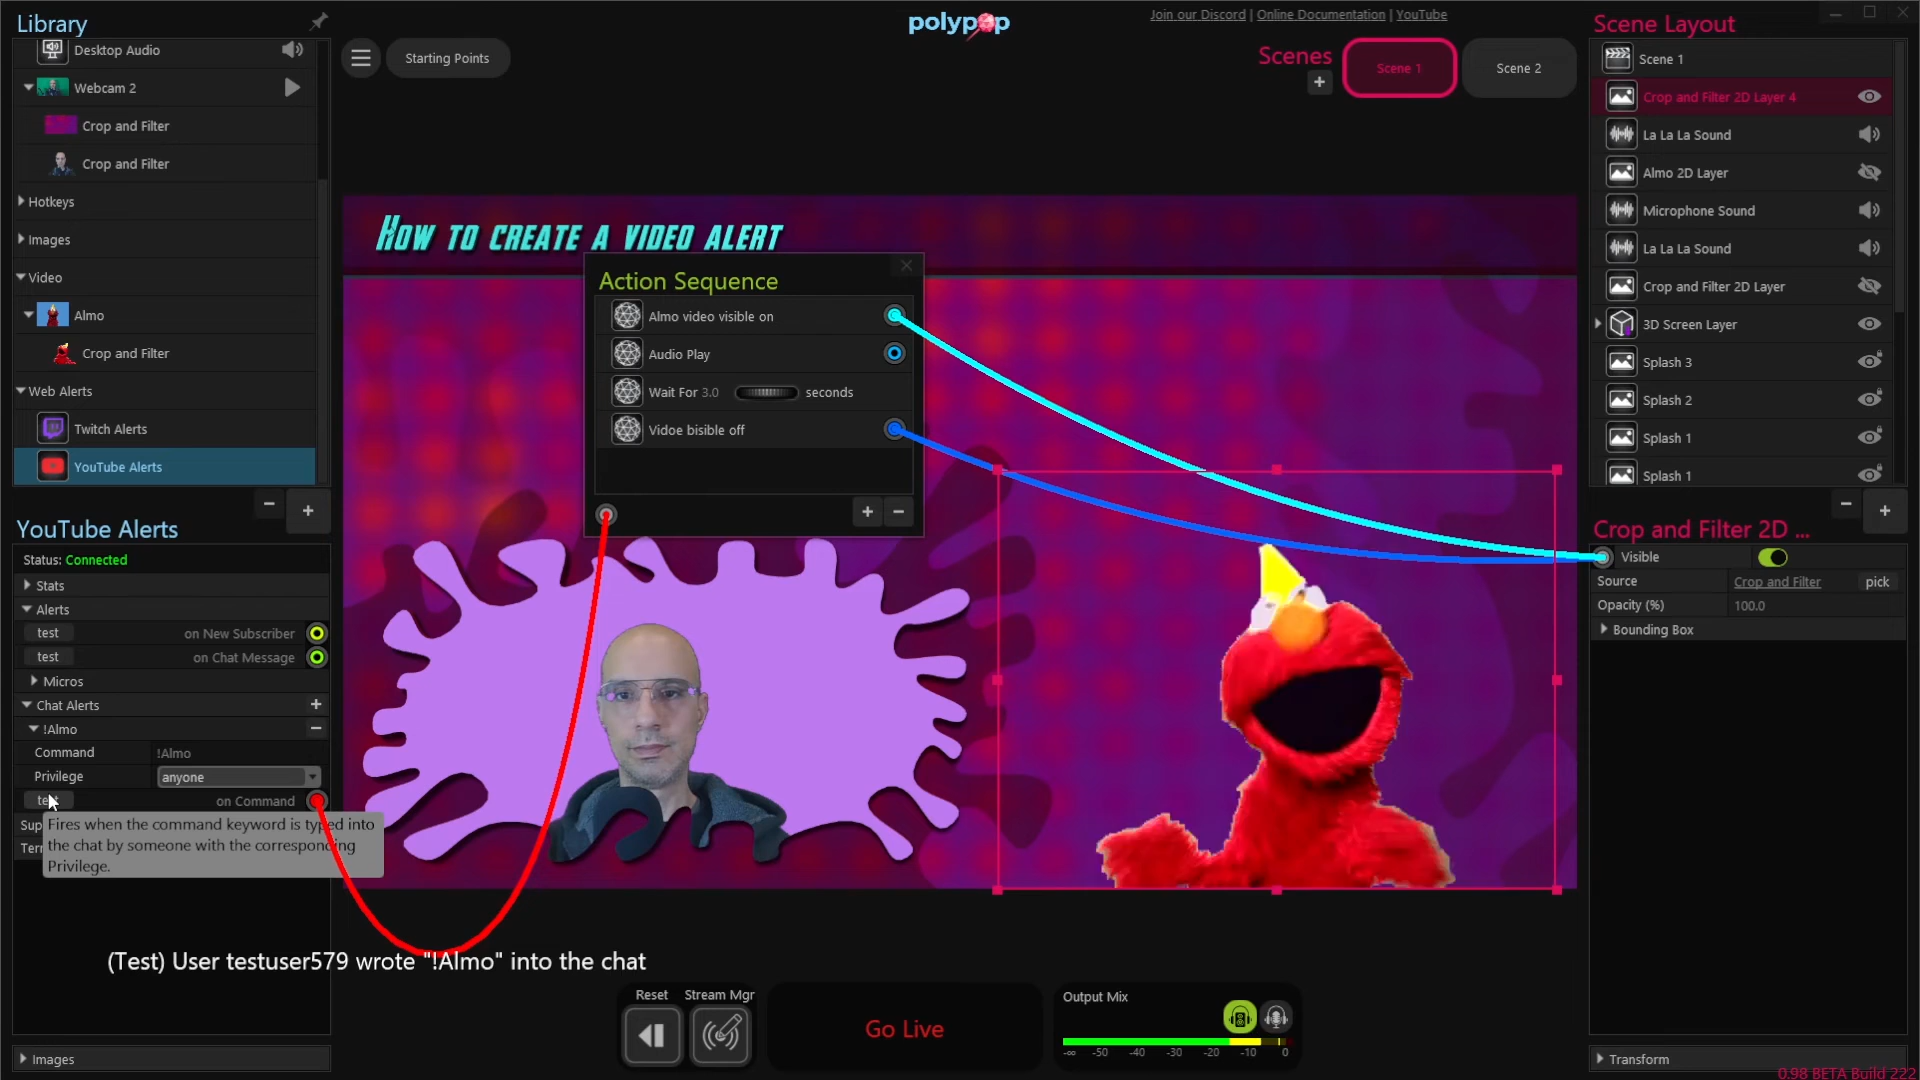 Library
Desktop Audio
Webcam 2
Crop and Filter
Crop and Filter
Hotkeys
Images
Video
Almo
Crop and Filter
Web Alerts
Twitch Alerts
YouTube Alerts
YouTube Alerts
Status: Connected
Stats
Alerts
test on New Subscriber
test on Chat Message
Micros
Chat Alerts
!Almo
Command !Almo
Privilege anyone
on Command
Fires when the command keyword is typed into
the chat by someone with the corresponding
Privilege.
Images
polypop
Join our Discord | Online Documentation | YouTube
Starting Points
Scenes
Scene 1
Scene 2
HOW TO CREATE A VIDEO ALERT
Action Sequence
Almo video visible on
Audio Play
Wait For 3.0 seconds
Vidoe bisible off
(Test) User testuser579 wrote "!Almo" into the chat
Reset Stream Mgr
Go Live
Output Mix
-∞ -50 -40 -30 -20 -10 0
Scene Layout
Scene 1
Crop and Filter 2D Layer 4
La La La Sound
Almo 2D Layer
Microphone Sound
La La La Sound
Crop and Filter 2D Layer
3D Screen Layer
Splash 3
Splash 2
Splash 1
Splash 1
Crop and Filter 2D ...
Visible
Source Crop and Filter pick
Opacity (%) 100.0
Bounding Box
Transform
0.98 BETA Build 222